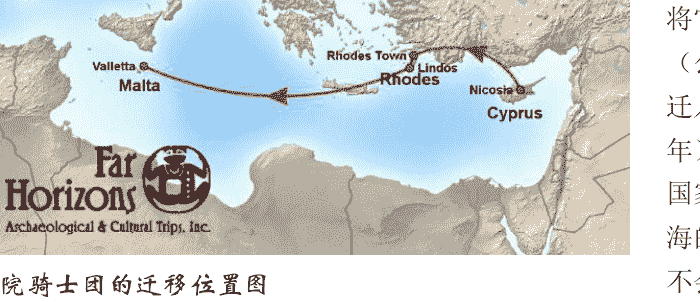 Rhodes Town
Lindos
Rhodes
Valletta
Malta
Nicosia
Cyprus
Far
Horizons
Archaeological & Cultural Trips, Inc.
院骑士团的迁移位置图
将
（
迁
年
国
海的
不